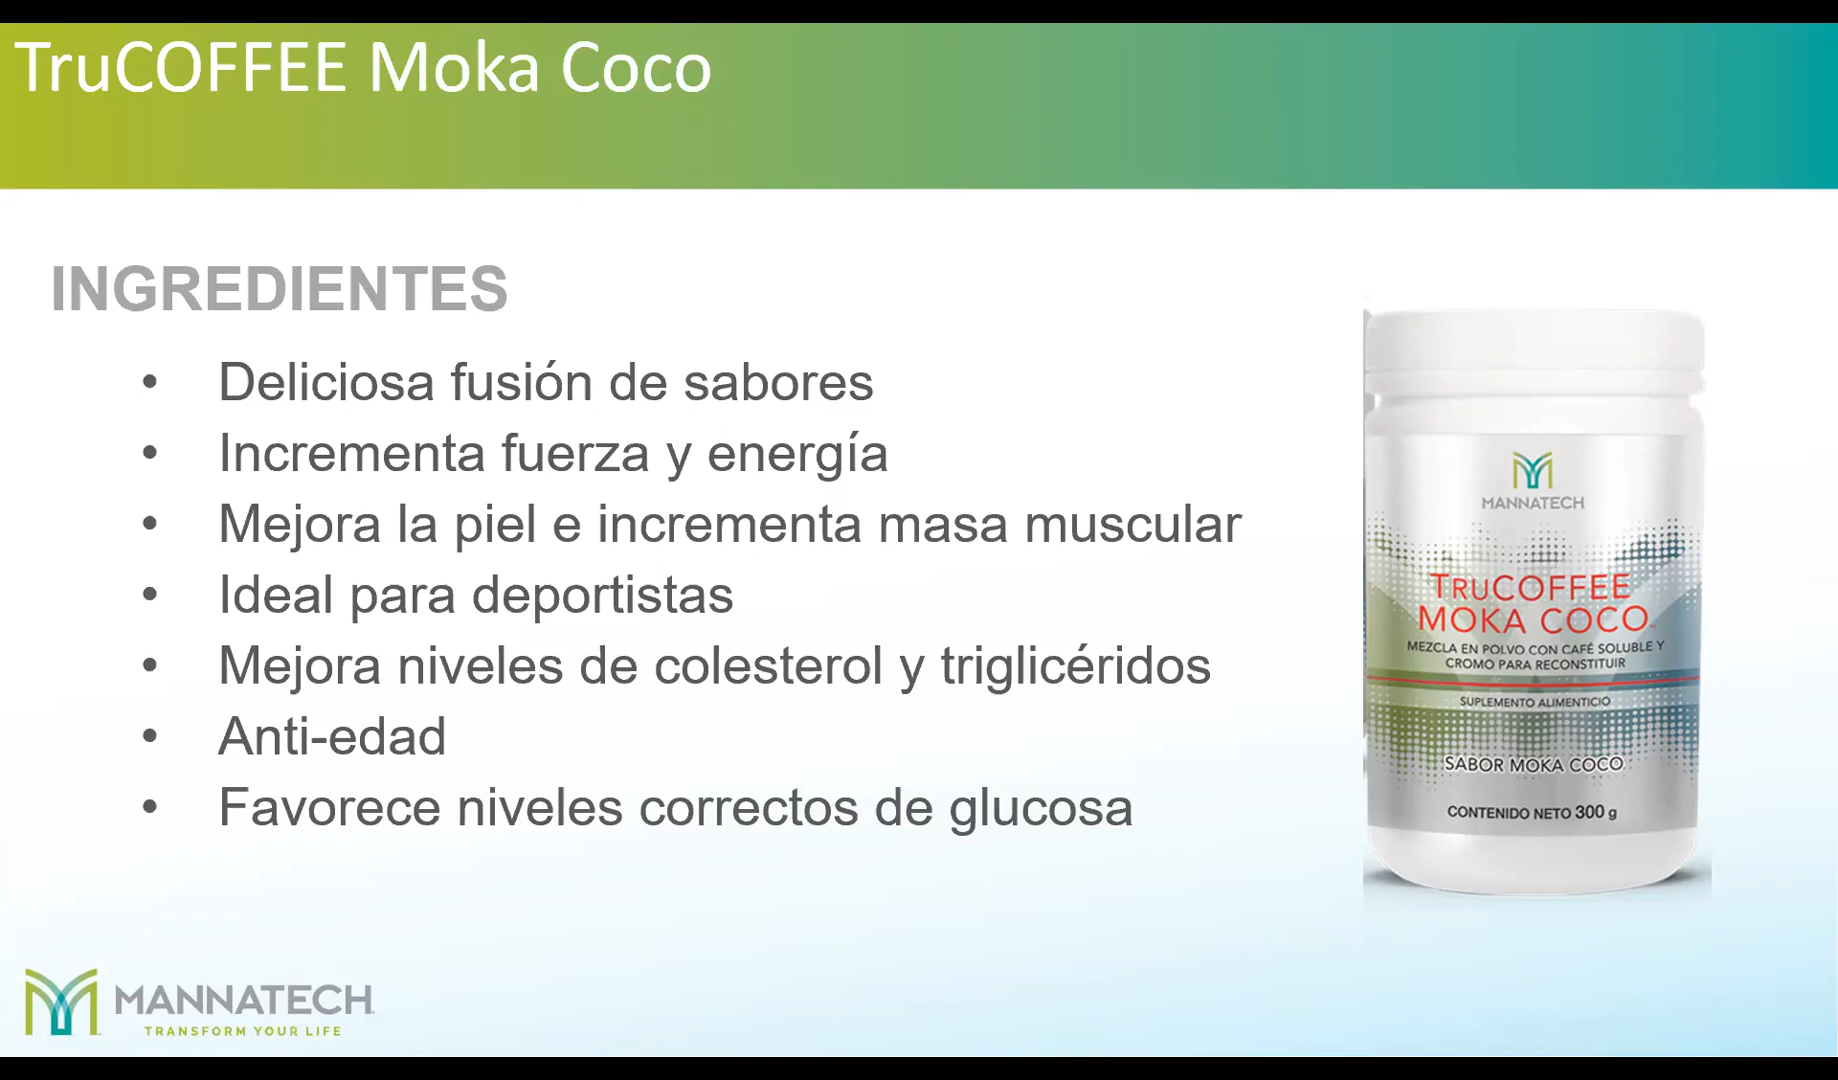 TruCOFFEE Moka Coco
INGREDIENTES
• Deliciosa fusión de sabores
• Incrementa fuerza y energía
• Mejora la piel e incrementa masa muscular
• Ideal para deportistas
• Mejora niveles de colesterol y triglicéridos
• Anti-edad
• Favorece niveles correctos de glucosa
MANNATECH
TRUCOFFEE
MOKA COCO
MEZCLA EN POLVO CON CAFÉ SOLUBLE Y
CROMO PARA RECONSTITUIR
SUPLEMENTO ALIMENTICIO
SABOR MOKA COCO
CONTENIDO NETO 300 g
MANNATECH
TRANSFORM YOUR LIFE